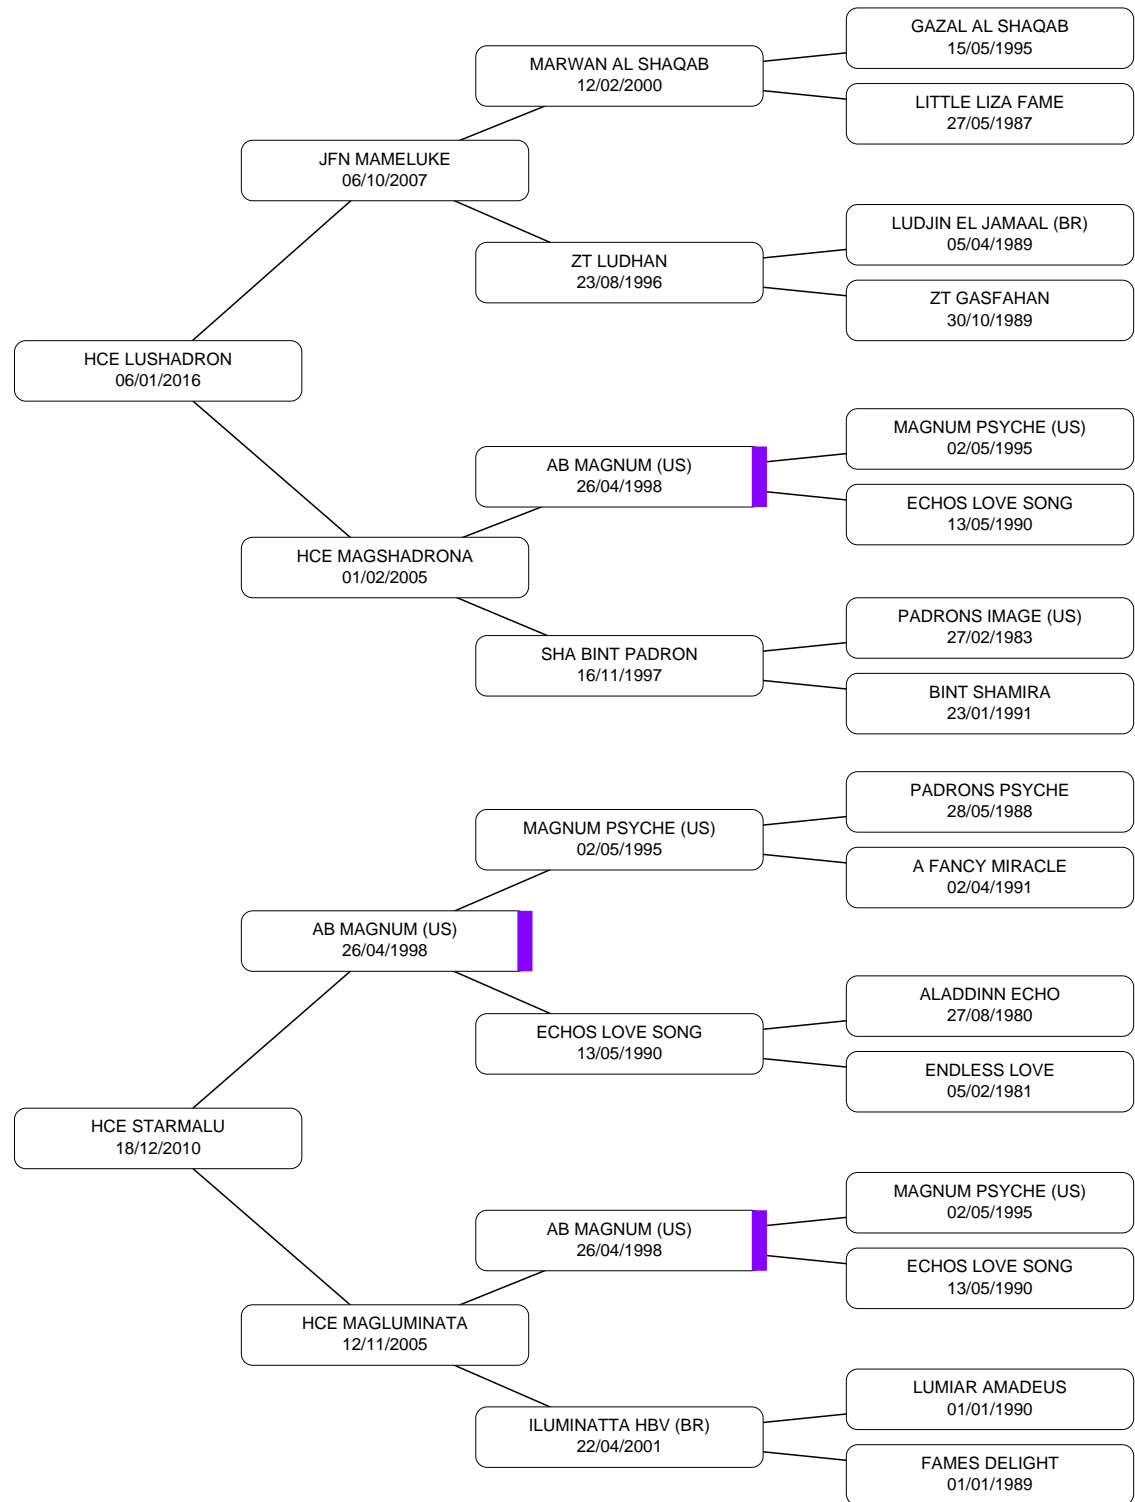 GAZAL AL SHAQAB
15/05/1995
MARWAN AL SHAQAB
12/02/2000
LITTLE LIZA FAME
27/05/1987
JFN MAMELUKE
06/10/2007
LUDJIN EL JAMAAL (BR)
05/04/1989
ZT LUDHAN
23/08/1996
ZT GASFAHAN
30/10/1989
HCE LUSHADRON
06/01/2016
MAGNUM PSYCHE (US)
02/05/1995
AB MAGNUM (US)
26/04/1998
ECHOS LOVE SONG
13/05/1990
HCE MAGSHADRONA
01/02/2005
PADRONS IMAGE (US)
27/02/1983
SHA BINT PADRON
16/11/1997
BINT SHAMIRA
23/01/1991
PADRONS PSYCHE
28/05/1988
MAGNUM PSYCHE (US)
02/05/1995
A FANCY MIRACLE
02/04/1991
AB MAGNUM (US)
26/04/1998
ALADDINN ECHO
27/08/1980
ECHOS LOVE SONG
13/05/1990
ENDLESS LOVE
05/02/1981
HCE STARMALU
18/12/2010
MAGNUM PSYCHE (US)
02/05/1995
AB MAGNUM (US)
26/04/1998
ECHOS LOVE SONG
13/05/1990
HCE MAGLUMINATA
12/11/2005
LUMIAR AMADEUS
01/01/1990
ILUMINATTA HBV (BR)
22/04/2001
FAMES DELIGHT
01/01/1989